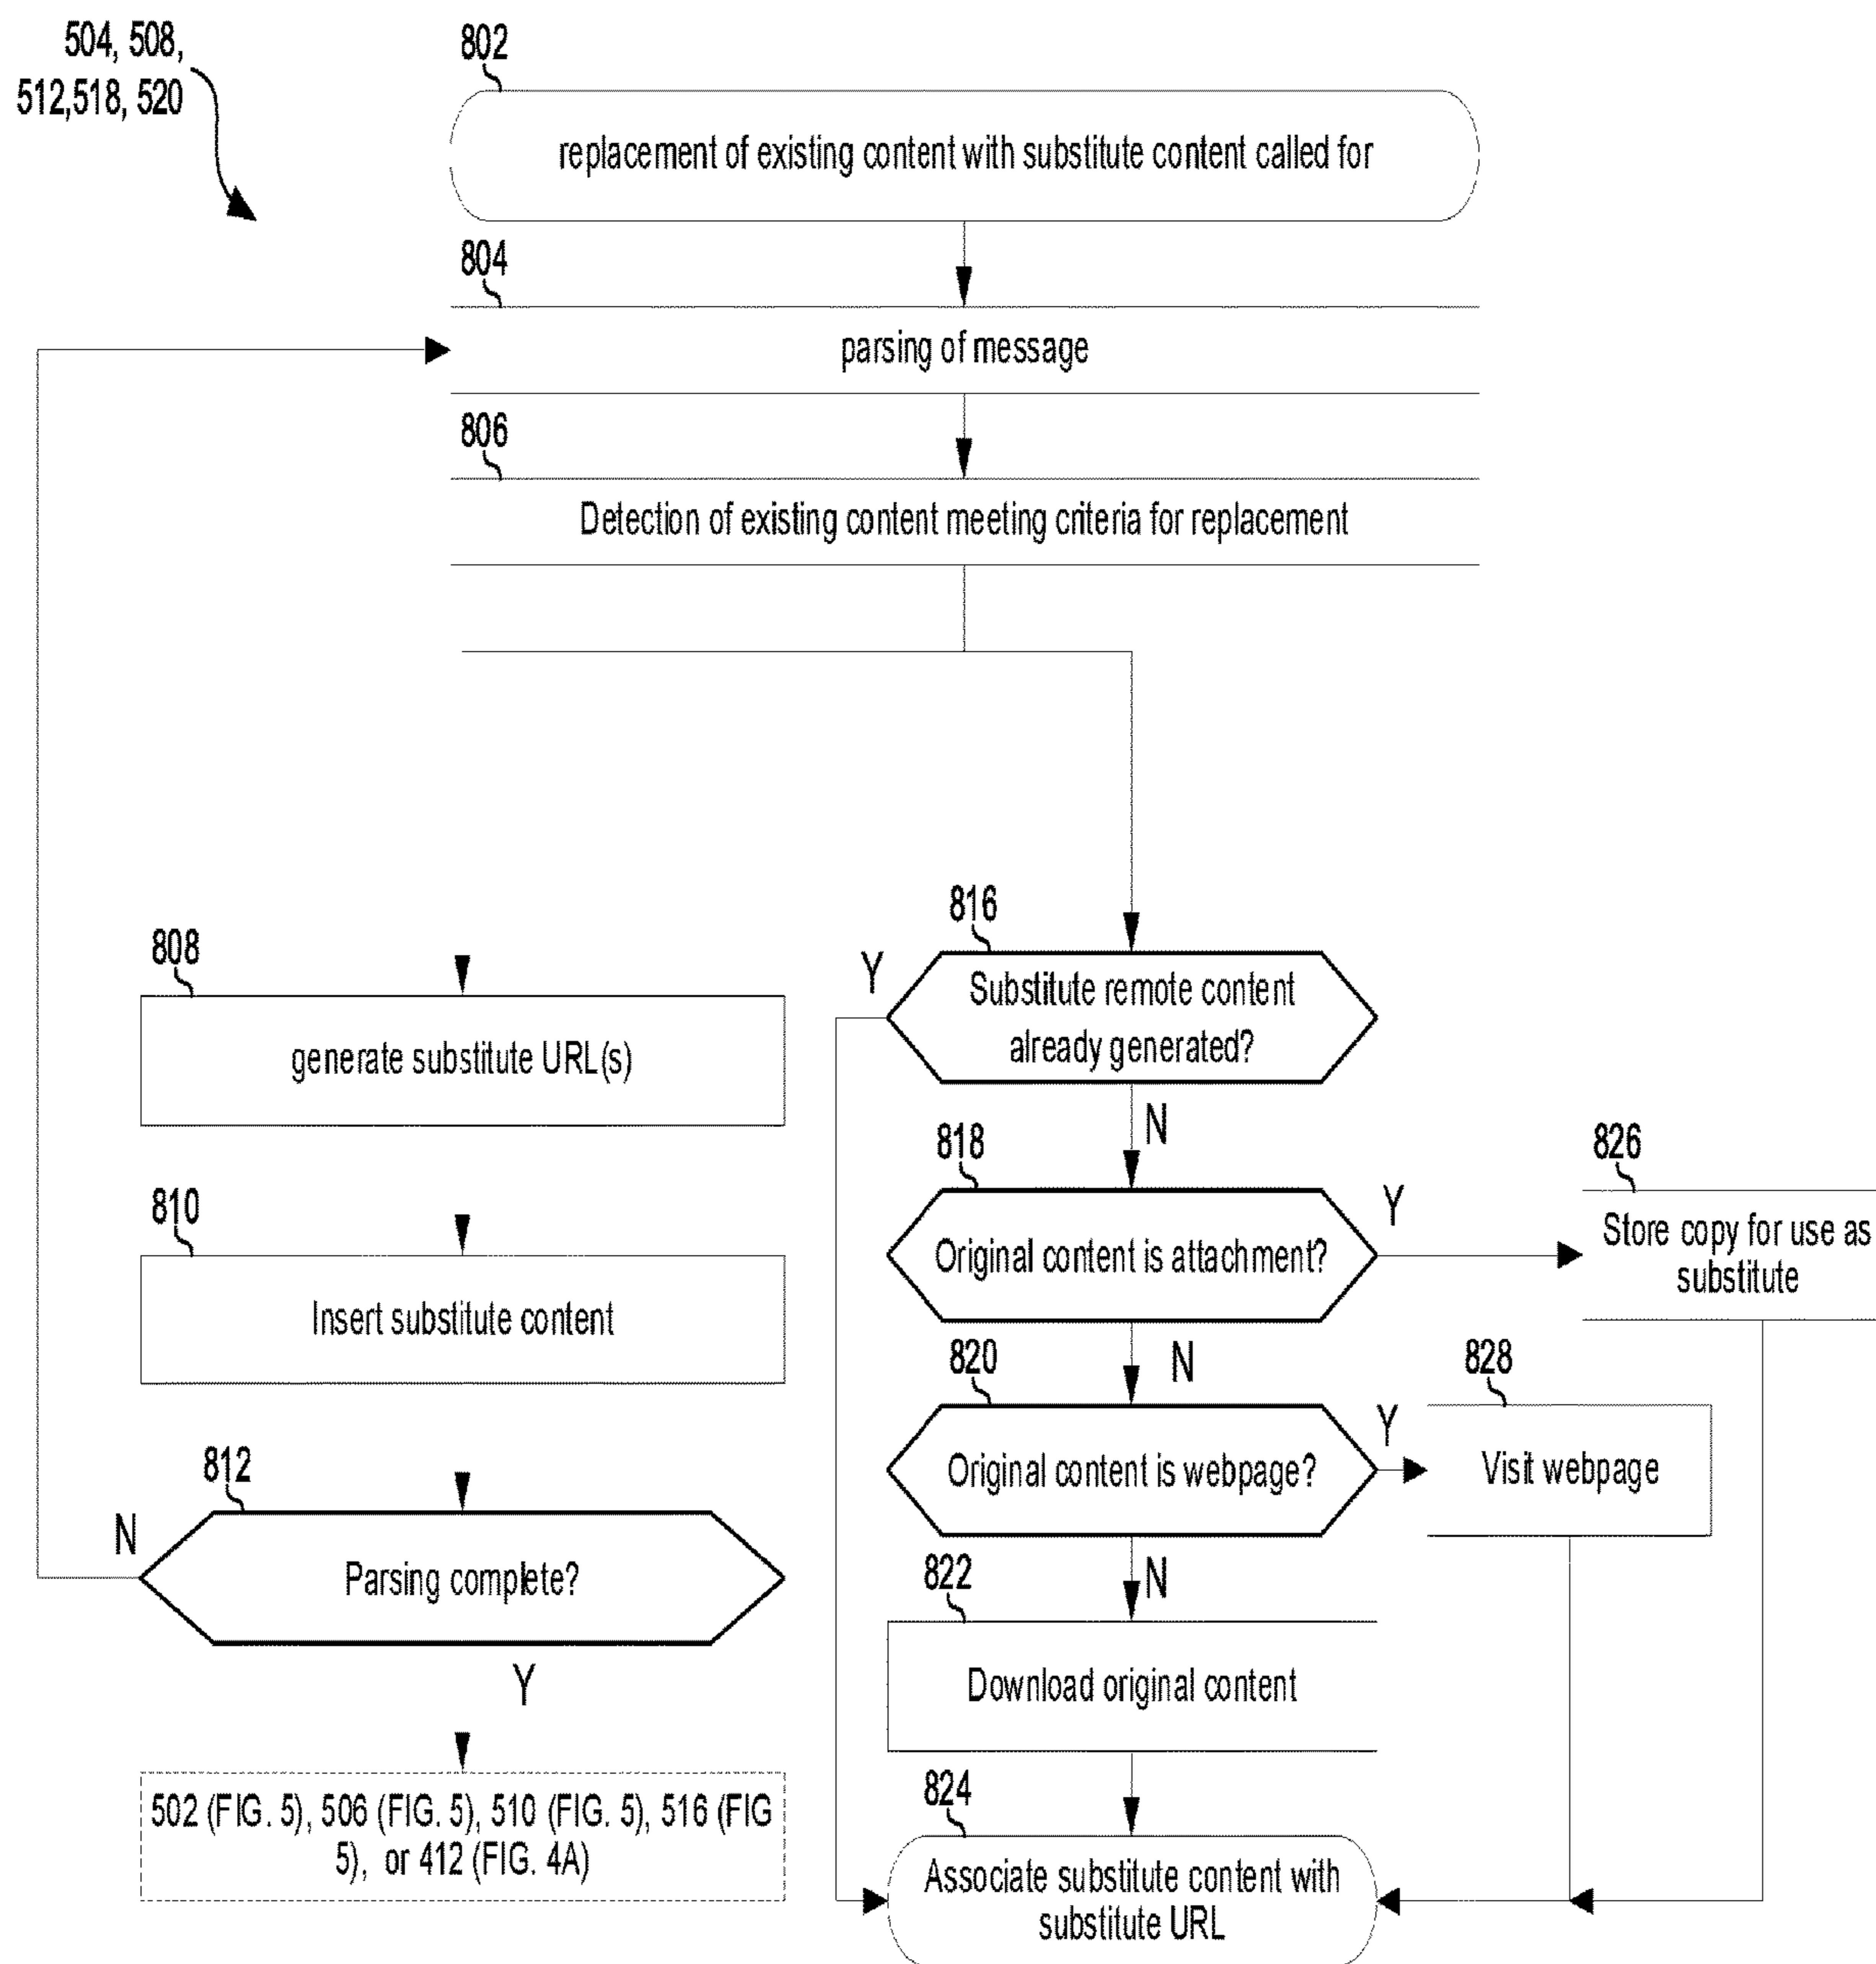 504, 508,
512,518, 520
802
replacement of existing content with substitute content called for
804
parsing of message
806
Detection of existing content meeting criteria for replacement
808
generate substitute URL(s)
810
Insert substitute content
812
N
Parsing complete?
Y
502 (FIG. 5), 506 (FIG. 5), 510 (FIG. 5), 516 (FIG
5), or 412 (FIG. 4A)
816
Y
Substitute remote content
already generated?
N
818
Original content is attachment?
Y
826
Store copy for use as
substitute
N
820
Original content is webpage?
Y
828
Visit webpage
N
822
Download original content
824
Associate substitute content with
substitute URL